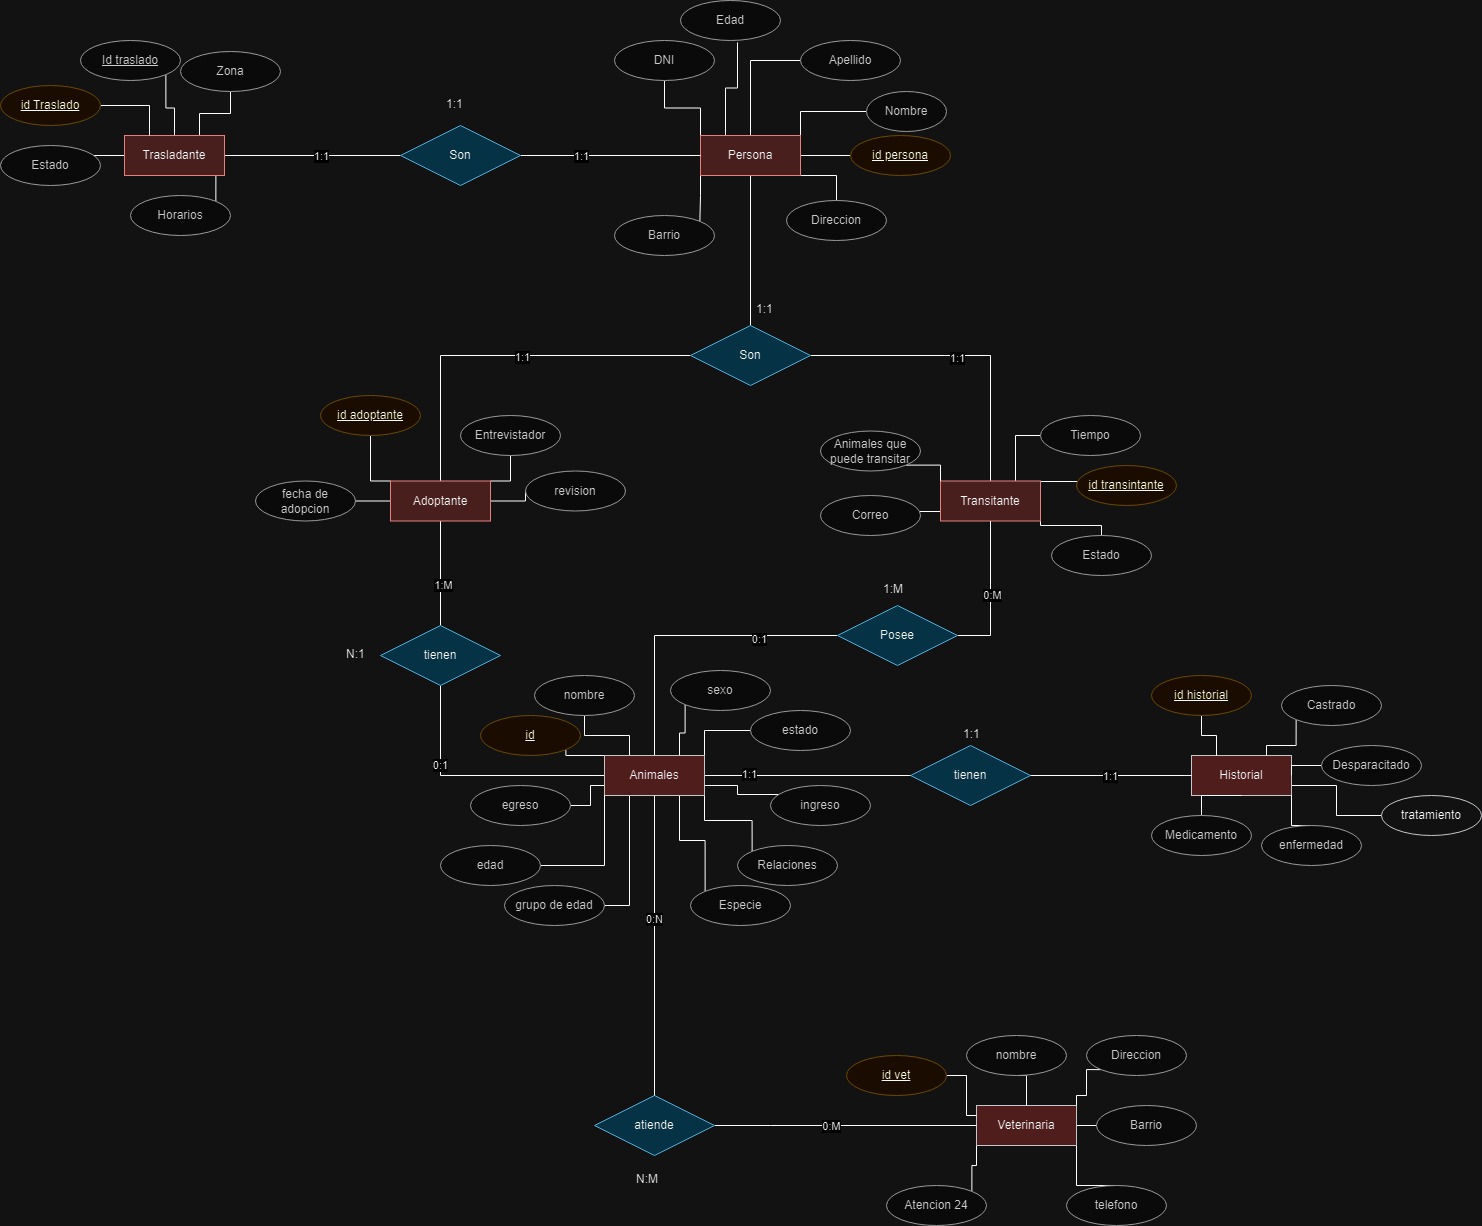 Edad
Id traslado
DNI
Apellido
Zona
id Traslado
1:1
Nombre
Trasladante
1:1
Son
1:1
Persona
id persona
Estado
Horarios
Barrio
Direccion
1:1
1:1
Son
1:1
id adoptante
Entrevistador
Animales que
puede transitar
Tiempo
fecha de
adopcion
Adoptante
revision
Correo
Transitante
id transintante
Estado
1:M
1:M
0:M
N:1
tienen
0:1
Posee
nombre
sexo
id historial
Castrado
id
estado
1:1
0:1
Animales
1:1
tienen
1:1
Historial
Desparacitado
egreso
ingreso
Medicamento
tratamiento
enfermedad
edad
Relaciones
grupo de edad
Especie
0:N
nombre
Direccion
id vet
atiende
0:M
Veterinaria
Barrio
N:M
Atencion 24
telefono